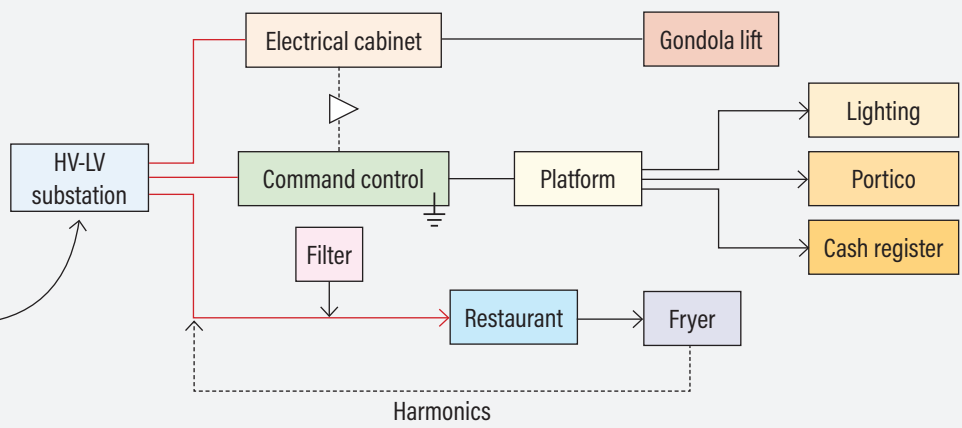 Electrical cabinet
Gondola lift
Lighting
HV-LV
substation
Command control
Platform
Portico
Filter
Cash register
Restaurant
Fryer
Harmonics